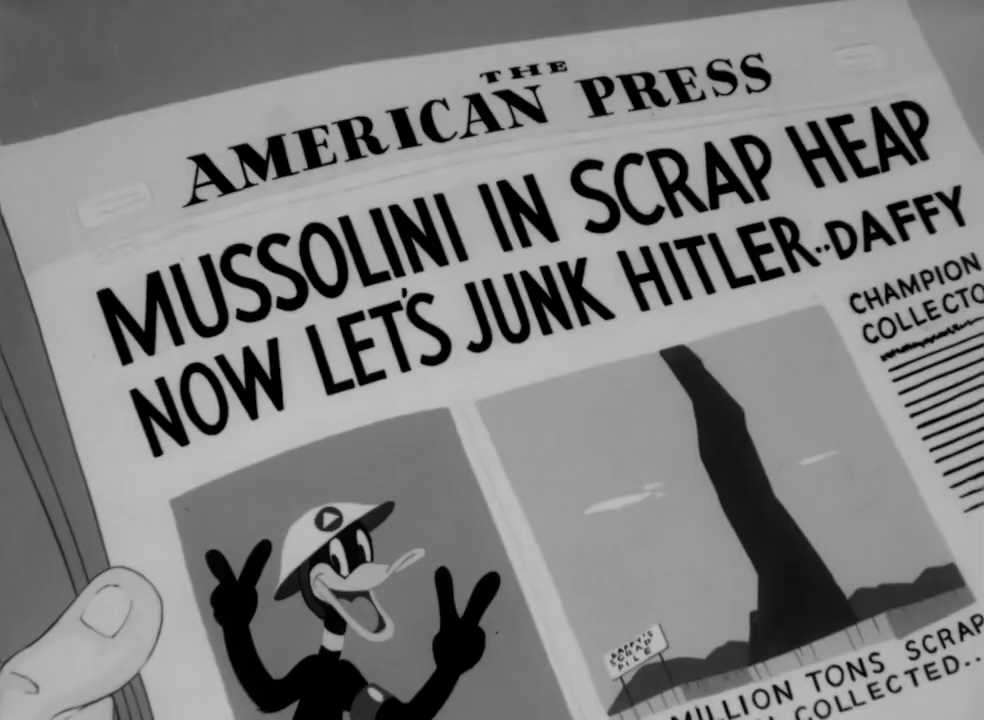 THE
AMERICAN PRESS
MUSSOLINI IN SCRAP HEAP
NOW LET'S JUNK HITLER..DAFFY
CHAMPION
COLLECTO
DAFFY'S
SCRAP
PILE
MILLION TONS SCRAP
COLLECTED..